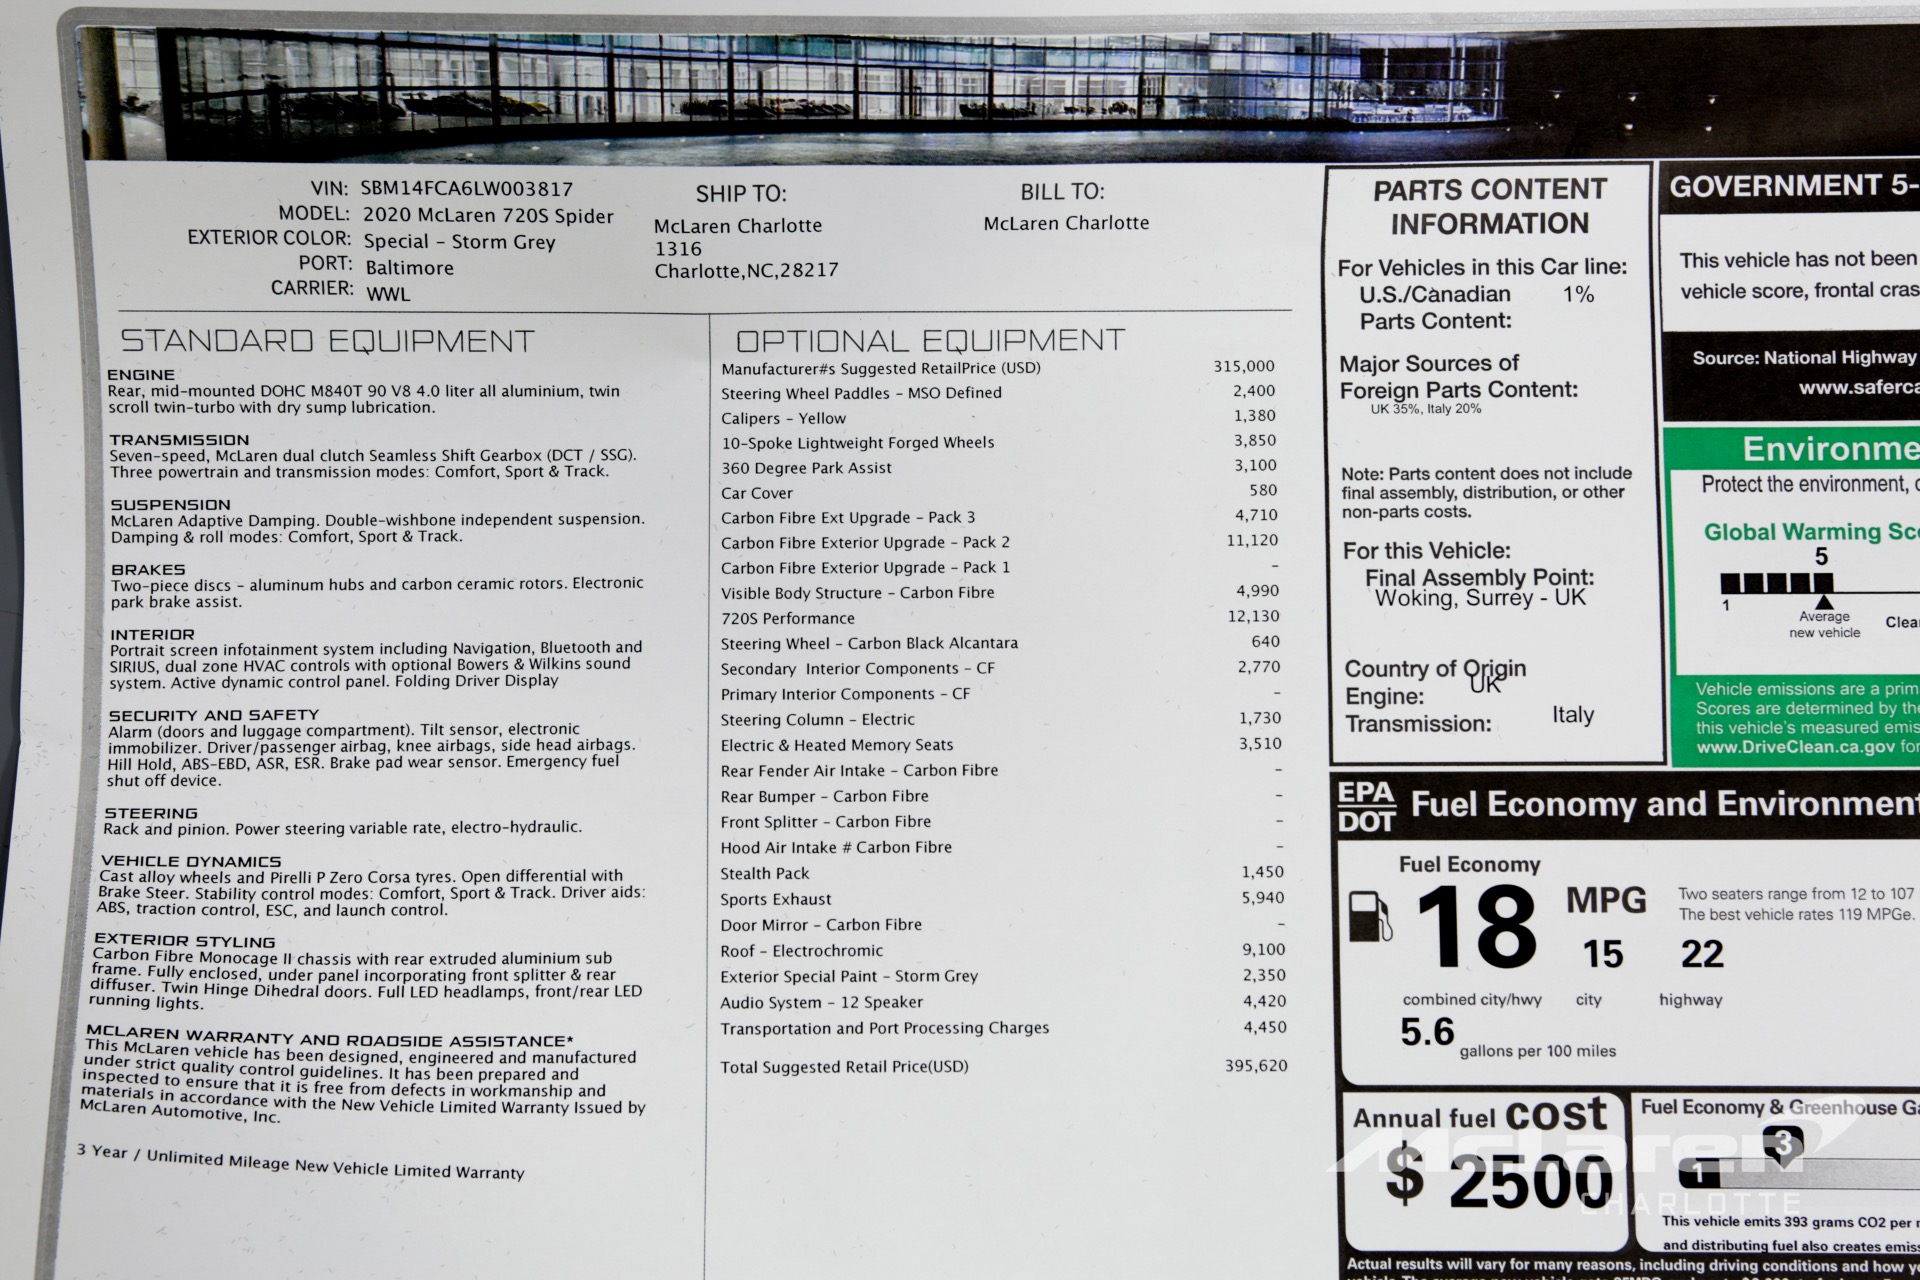 VIN: SBM14FCA6LW003817
MODEL: 2020 McLaren 720S Spider
EXTERIOR COLOR: Special - Storm Grey
PORT: Baltimore
CARRIER: WWL
SHIP TO:
McLaren Charlotte
1316
Charlotte,NC,28217
BILL TO:
McLaren Charlotte
STANDARD EQUIPMENT
ENGINE
Rear, mid-mounted DOHC M840T 90 V8 4.0 liter all aluminium, twin
scroll twin-turbo with dry sump lubrication.
TRANSMISSION
Seven-speed, McLaren dual clutch Seamless Shift Gearbox (DCT / SSG).
Three powertrain and transmission modes: Comfort, Sport & Track.
SUSPENSION
McLaren Adaptive Damping. Double-wishbone independent suspension.
Damping & roll modes: Comfort, Sport & Track.
BRAKES
Two-piece discs - aluminum hubs and carbon ceramic rotors. Electronic
park brake assist.
INTERIOR
Portrait screen infotainment system including Navigation, Bluetooth and
SIRIUS, dual zone HVAC controls with optional Bowers & Wilkins sound
system. Active dynamic control panel. Folding Driver Display
SECURITY AND SAFETY
Alarm (doors and luggage compartment). Tilt sensor, electronic
immobilizer. Driver/passenger airbag, knee airbags, side head airbags.
Hill Hold, ABS-EBD, ASR, ESR. Brake pad wear sensor. Emergency fuel
shut off device.
STEERING
Rack and pinion. Power steering variable rate, electro-hydraulic.
VEHICLE DYNAMICS
Cast alloy wheels and Pirelli P Zero Corsa tyres. Open differential with
Brake Steer. Stability control modes: Comfort, Sport & Track. Driver aids:
ABS, traction control, ESC, and launch control.
EXTERIOR STYLING
Carbon Fibre Monocage II chassis with rear extruded aluminium sub
frame. Fully enclosed, under panel incorporating front splitter & rear
diffuser. Twin Hinge Dihedral doors. Full LED headlamps, front/rear LED
running lights.
MCLAREN WARRANTY AND ROADSIDE ASSISTANCE*
This McLaren vehicle has been designed, engineered and manufactured
under strict quality control guidelines. It has been prepared and
inspected to ensure that it is free from defects in workmanship and
materials in accordance with the New Vehicle Limited Warranty Issued by
McLaren Automotive, Inc.
3 Year / Unlimited Mileage New Vehicle Limited Warranty
OPTIONAL EQUIPMENT
Manufacturer#s Suggested RetailPrice (USD) 315,000
Steering Wheel Paddles - MSO Defined 2,400
Calipers - Yellow 1,380
10-Spoke Lightweight Forged Wheels 3,850
360 Degree Park Assist 3,100
Car Cover 580
Carbon Fibre Ext Upgrade - Pack 3 4,710
Carbon Fibre Exterior Upgrade - Pack 2 11,120
Carbon Fibre Exterior Upgrade - Pack 1 -
Visible Body Structure - Carbon Fibre 4,990
720S Performance 12,130
Steering Wheel - Carbon Black Alcantara 640
Secondary Interior Components - CF 2,770
Primary Interior Components - CF -
Steering Column - Electric 1,730
Electric & Heated Memory Seats 3,510
Rear Fender Air Intake - Carbon Fibre -
Rear Bumper - Carbon Fibre -
Front Splitter - Carbon Fibre -
Hood Air Intake # Carbon Fibre -
Stealth Pack 1,450
Sports Exhaust 5,940
Door Mirror - Carbon Fibre -
Roof - Electrochromic 9,100
Exterior Special Paint - Storm Grey 2,350
Audio System - 12 Speaker 4,420
Transportation and Port Processing Charges 4,450
Total Suggested Retail Price(USD) 395,620
PARTS CONTENT
INFORMATION
For Vehicles in this Car line:
U.S./Canadian 1%
Parts Content:
Major Sources of
Foreign Parts Content:
UK 35%, Italy 20%
Note: Parts content does not include
final assembly, distribution, or other
non-parts costs.
For this Vehicle:
Final Assembly Point:
Woking, Surrey - UK
Country of Origin
Engine: UK
Transmission: Italy
GOVERNMENT 5-
This vehicle has not been
vehicle score, frontal cras
Source: National Highway
www.saferca
Environme
Protect the environment, c
Global Warming Sco
5
1
Average
new vehicle
Clea
Vehicle emissions are a prim
Scores are determined by the
this vehicle's measured emis
www.DriveClean.ca.gov for
EPA
DOT
Fuel Economy and Environment
Fuel Economy
18 MPG
15 22
combined city/hwy city highway
5.6 gallons per 100 miles
Two seaters range from 12 to 107
The best vehicle rates 119 MPGe.
Annual fuel cost
$ 2500
Fuel Economy & Greenhouse Ga
3
1
McLaren
CHARLOTTE
This vehicle emits 393 grams CO2 per m
and distributing fuel also creates emiss
Actual results will vary for many reasons, including driving conditions and how yo